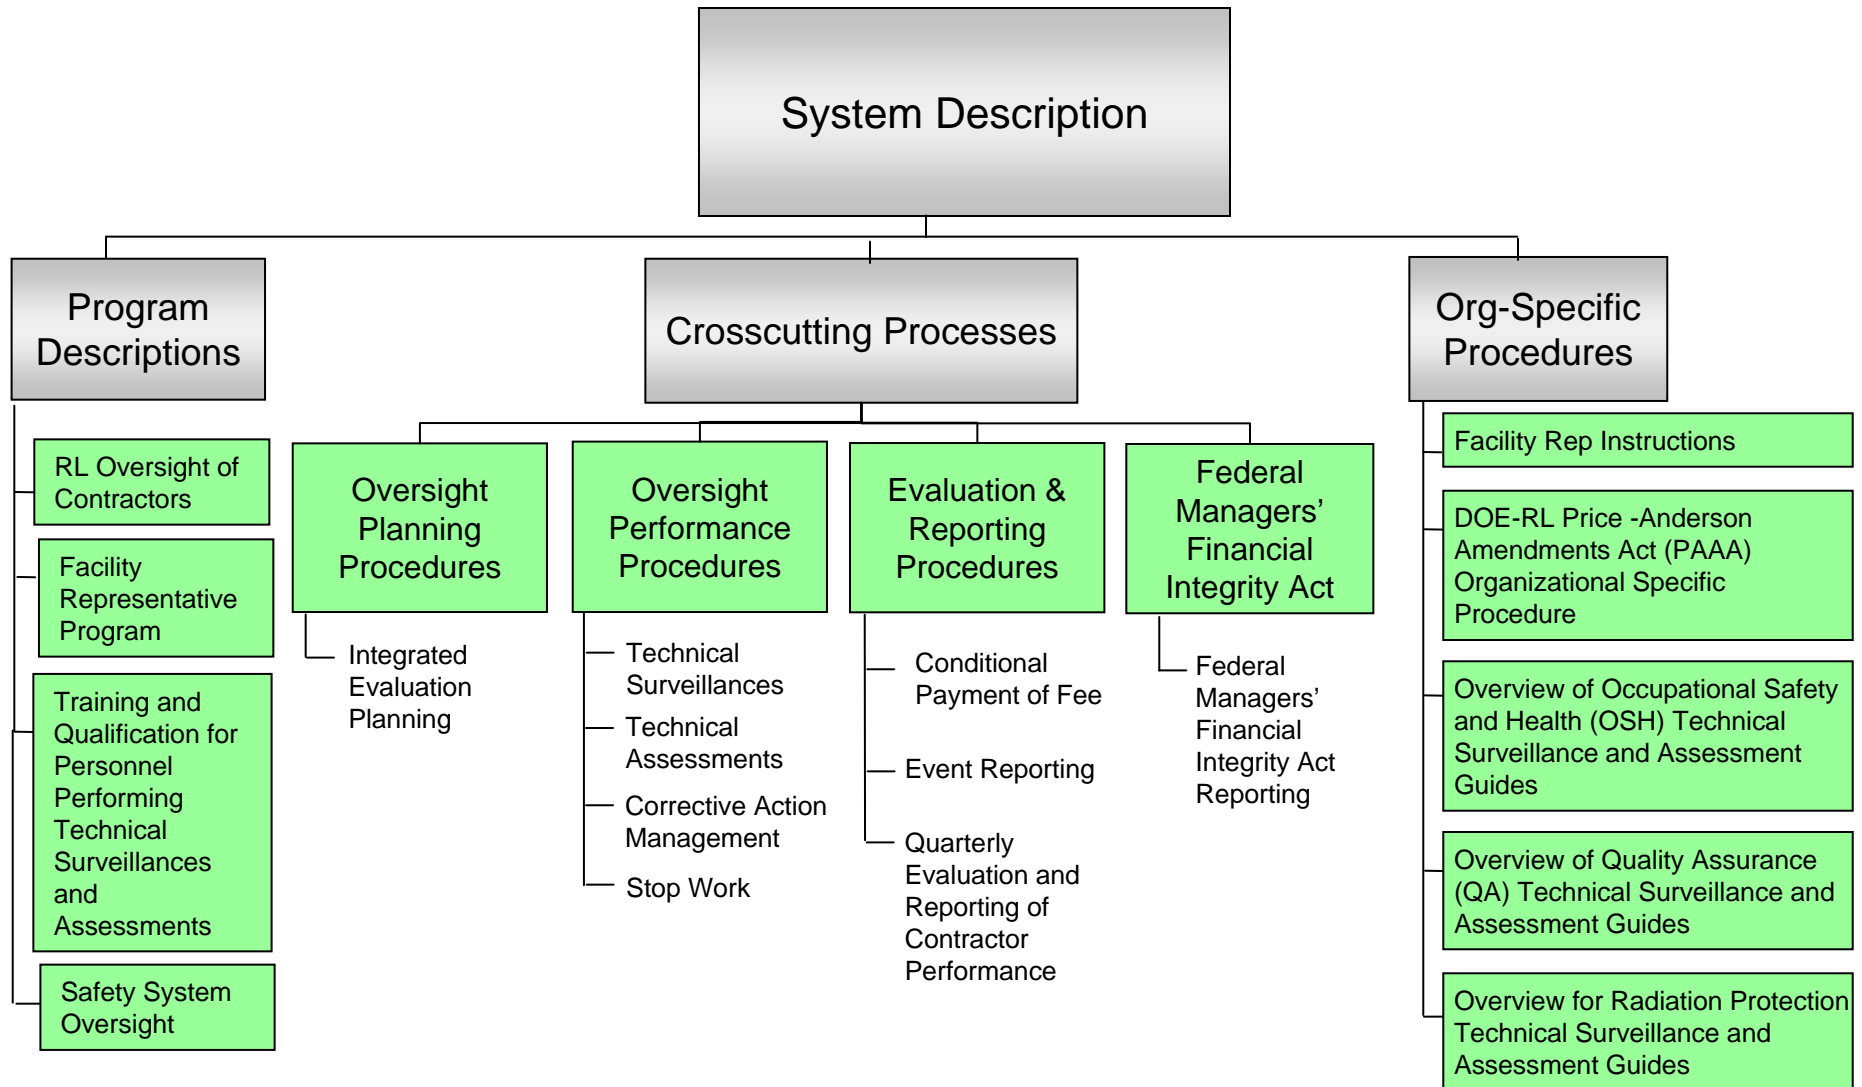 System Description
Program
Descriptions
RL Oversight of
Contractors
Facility
Representative
Program
Training and
Qualification for
Personnel
Performing
Technical
Surveillances
and
Assessments
Safety System
Oversight
Crosscutting Processes
Oversight
Planning
Procedures
Integrated
Evaluation
Planning
Oversight
Performance
Procedures
Technical
Surveillances
Technical
Assessments
Corrective Action
Management
Stop Work
Evaluation &
Reporting
Procedures
Conditional
Payment of Fee
Event Reporting
Quarterly
Evaluation and
Reporting of
Contractor
Performance
Federal
Managers’
Financial
Integrity Act
Federal
Managers’
Financial
Integrity Act
Reporting
Org-Specific
Procedures
Facility Rep Instructions
DOE-RL Price -Anderson
Amendments Act (PAAA)
Organizational Specific
Procedure
Overview of Occupational Safety
and Health (OSH) Technical
Surveillance and Assessment
Guides
Overview of Quality Assurance
(QA) Technical Surveillance and
Assessment Guides
Overview for Radiation Protection
Technical Surveillance and
Assessment Guides